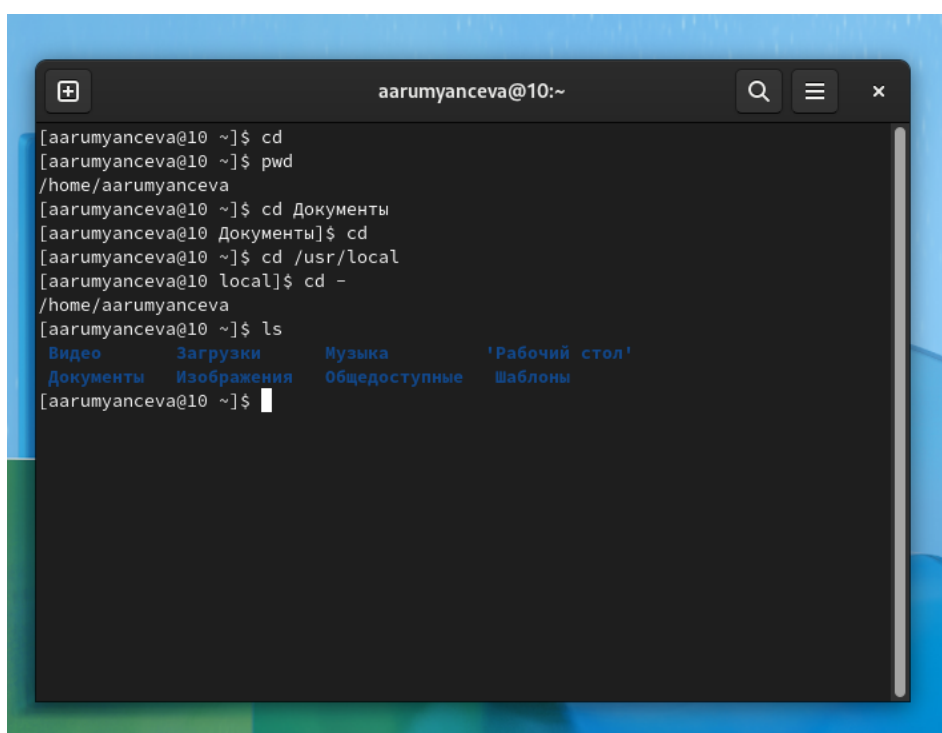 aarumyanceva@10:~
[aarumyanceva@10 ~]$ cd
[aarumyanceva@10 ~]$ pwd
/home/aarumyanceva
[aarumyanceva@10 ~]$ cd Документы
[aarumyanceva@10 Документы]$ cd
[aarumyanceva@10 ~]$ cd /usr/local
[aarumyanceva@10 local]$ cd -
/home/aarumyanceva
[aarumyanceva@10 ~]$ ls
Видео Загрузки Музыка 'Рабочий стол'
Документы Изображения Общедоступные Шаблоны
[aarumyanceva@10 ~]$